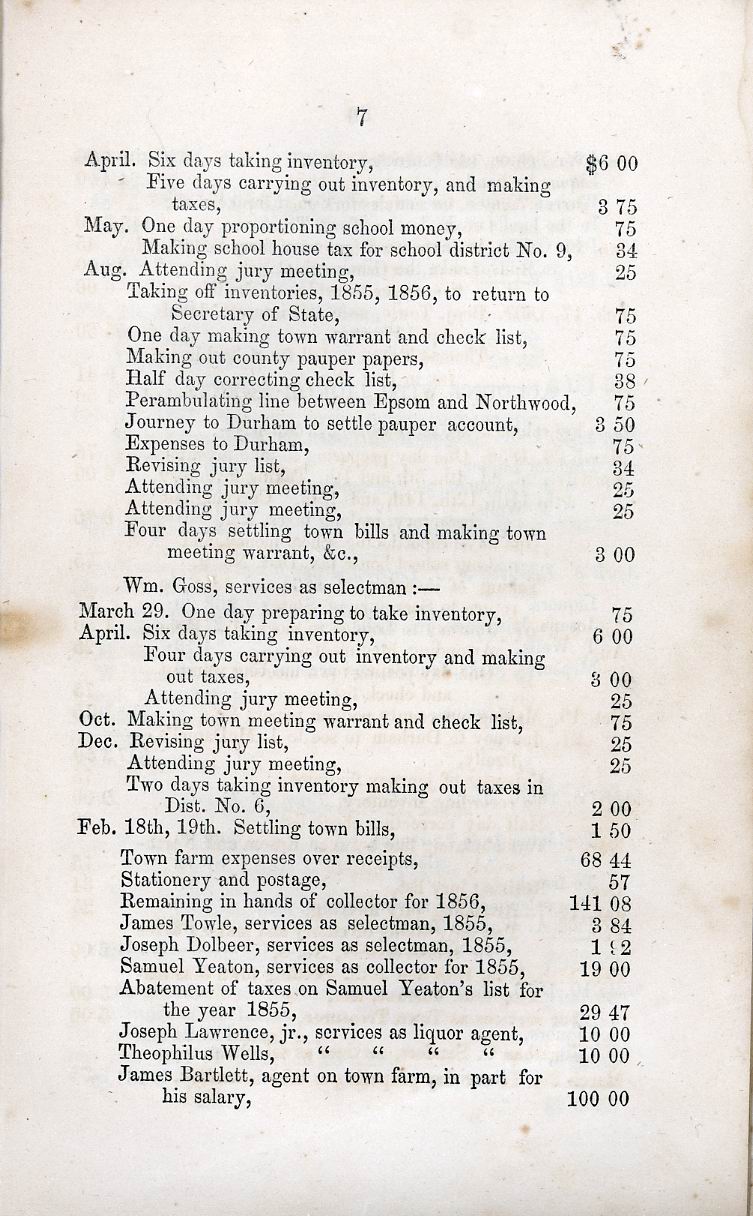 7
April. Six days taking inventory, $6 00
Five days carrying out inventory, and making
taxes, 3 75
May. One day proportioning school money, 75
Making school house tax for school district No. 9, 34
Aug. Attending jury meeting, 25
Taking off inventories, 1855, 1856, to return to
Secretary of State, 75
One day making town warrant and check list, 75
Making out county pauper papers, 75
Half day correcting check list, 38
Perambulating line between Epsom and Northwood, 75
Journey to Durham to settle pauper account, 3 50
Expenses to Durham, 75
Revising jury list, 34
Attending jury meeting, 25
Attending jury meeting, 25
Four days settling town bills and making town
meeting warrant, &c., 3 00
Wm. Goss, services as selectman :—
March 29. One day preparing to take inventory, 75
April. Six days taking inventory, 6 00
Four days carrying out inventory and making
out taxes, 3 00
Attending jury meeting, 25
Oct. Making town meeting warrant and check list, 75
Dec. Revising jury list, 25
Attending jury meeting, 25
Two days taking inventory making out taxes in
Dist. No. 6, 2 00
Feb. 18th, 19th. Settling town bills, 1 50
Town farm expenses over receipts, 68 44
Stationery and postage, 57
Remaining in hands of collector for 1856, 141 08
James Towle, services as selectman, 1855, 3 84
Joseph Dolbeer, services as selectman, 1855, 1
Samuel Yeaton, services as collector for 1855, 19 00
Abatement of taxes on Samuel Yeaton's list for
the year 1855, 29 47
Joseph Lawrence, jr., services as liquor agent, 10 00
Theophilus Wells, “ “ “ “ 10 00
James Bartlett, agent on town farm, in part for
his salary, 100 00